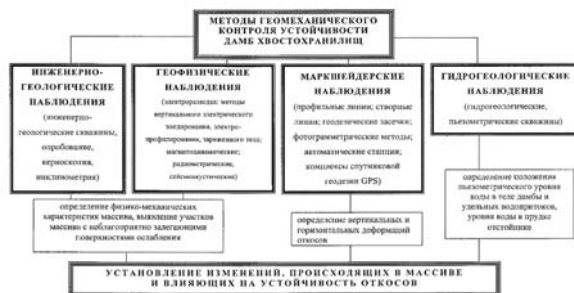 МЕТОДЫ ГЕОМЕХАНИЧЕСКОГО
КОНТРОЛЯ УСТОЙЧИВОСТИ
ДАМБ ХВОСТОХРАНИЛИЩ
ИНЖЕНЕРНО-
ГЕОЛОГИЧЕСКИЕ
НАБЛЮДЕНИЯ
(инженерно-
геологические скважины,
опробование,
керноскопия,
инклинометрия)
ГЕОФИЗИЧЕСКИЕ
НАБЛЮДЕНИЯ
(электроразведка: методы
вертикального электрического
зондирования, электро-
профилирования, заряженного тела;
радиометрические,
сейсмоакустические)
МАРКШЕЙДЕРСКИЕ
НАБЛЮДЕНИЯ
(профильные линии; створные
линии; геодезические засечки;
фотограмметрические методы;
автоматические станции;
комплексы спутниковой
геодезии GPS)
ГИДРОГЕОЛОГИЧЕСКИЕ
НАБЛЮДЕНИЯ
(гидрогеологические,
пьезометрические скважины)
определение физико-механических
характеристик массива, выявление участков
массива с неблагоприятно залегающими
поверхностями ослабления
определение вертикальных и
горизонтальных деформаций
откосов
определение положения
пьезометрического уровня
воды в теле дамбы и
удельных водопритоков,
уровня воды в прудке
отстойнике
УСТАНОВЛЕНИЕ ИЗМЕНЕНИЙ, ПРОИСХОДЯЩИХ В МАССИВЕ
И ВЛИЯЮЩИХ НА УСТОЙЧИВОСТЬ ОТКОСОВ